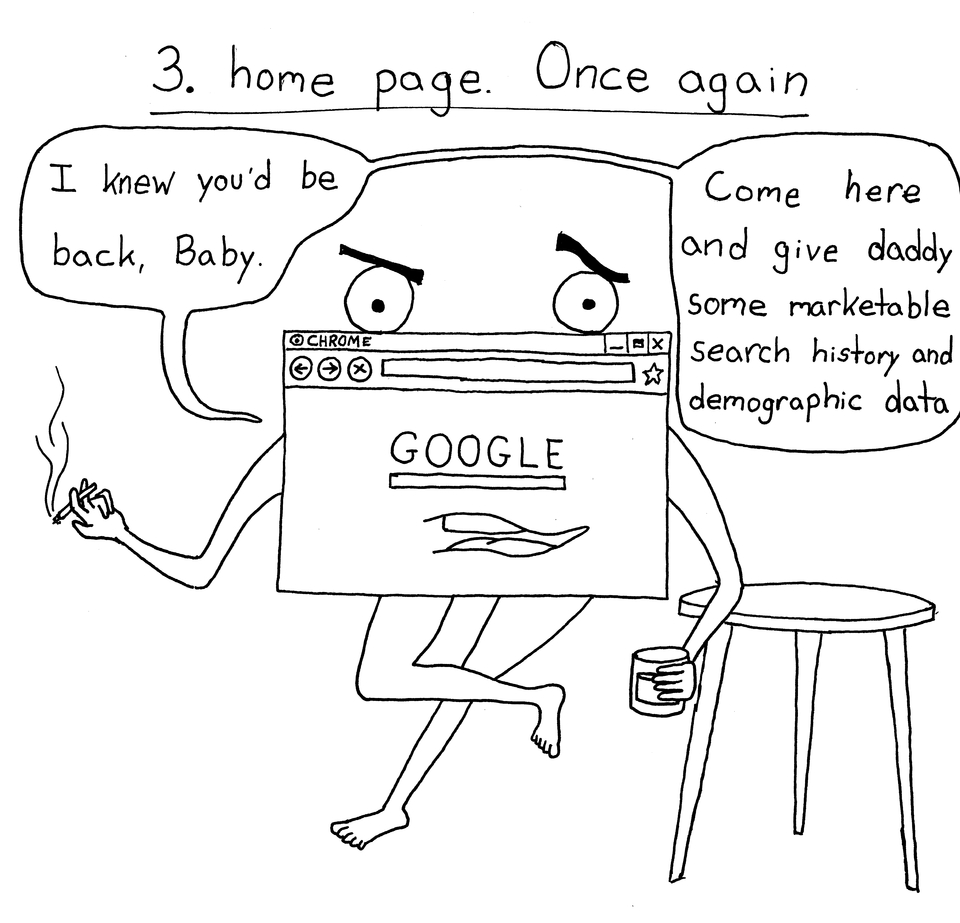 3. home page. Once again
I knew you'd be
back, Baby.
Come here
and give daddy
some marketable
search history and
demographic data
© CHROME
GOOGLE